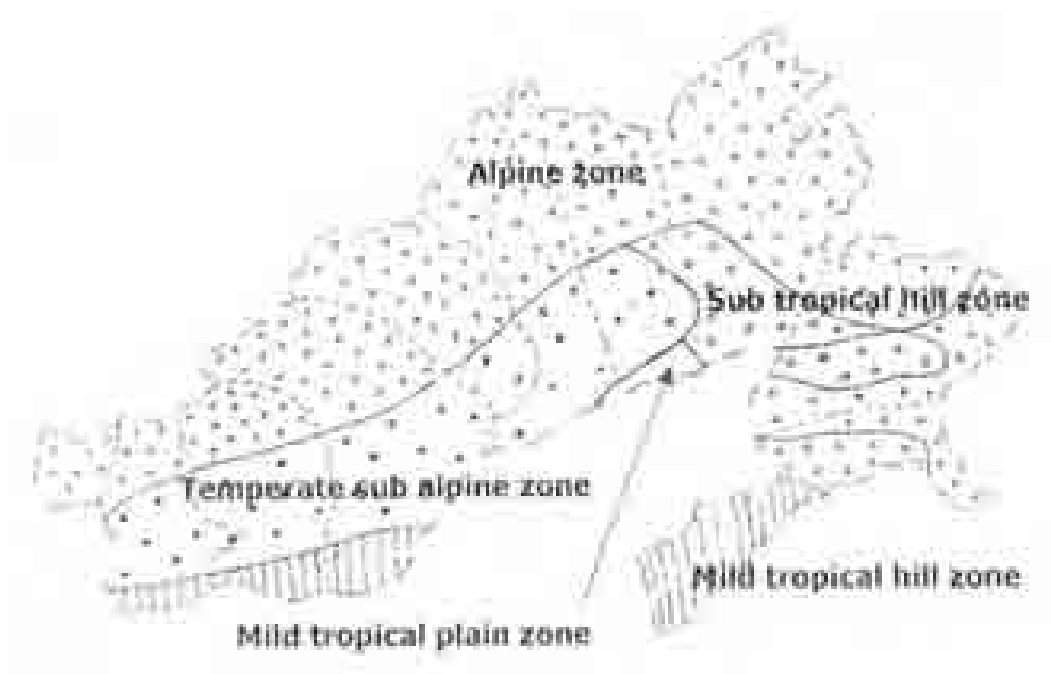 Alpine zone
Sub tropical hill zone
Temperate sub alpine zone
Mild tropical hill zone
Mild tropical plain zone